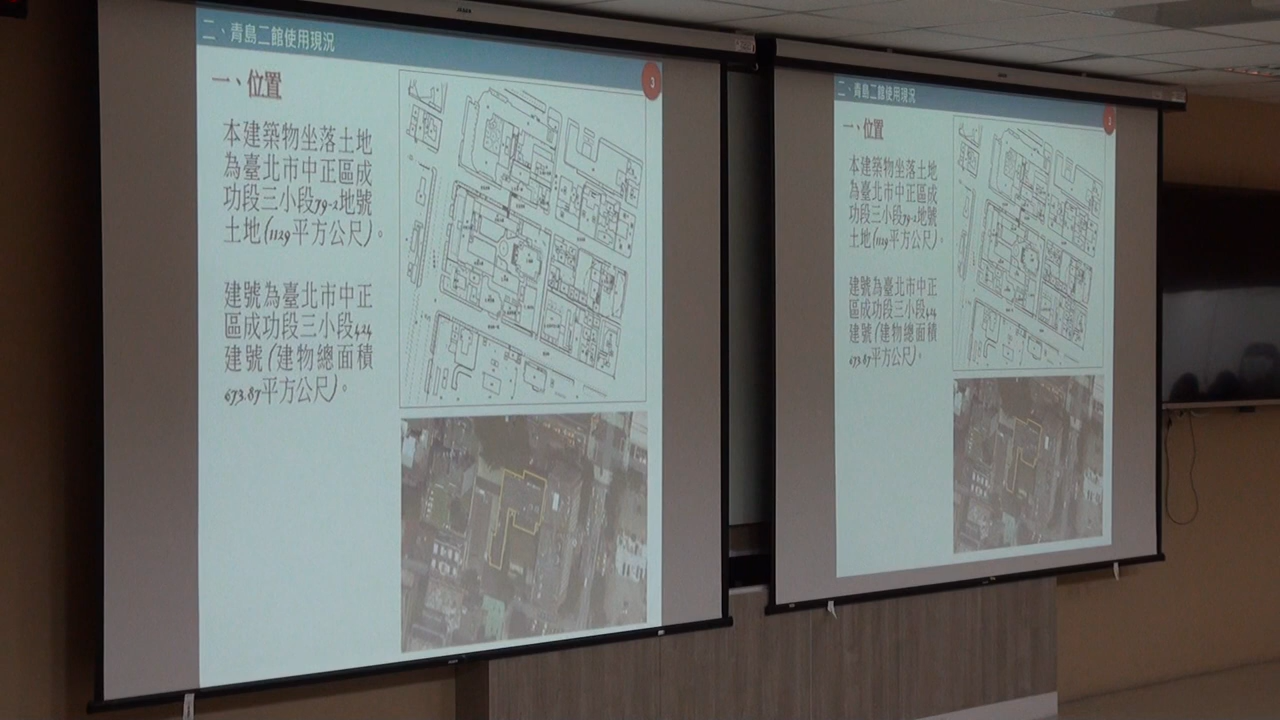 二、青島二館使用現況
3
一、位置
本建築物坐落土地
為臺北市中正區成
功段三小段79-2地號
土地(1129平方公尺)。
建號為臺北市中正
區成功段三小段424
建號(建物總面積
673.87平方公尺)。
二、青島二館使用現況
3
一、位置
本建築物坐落土地
為臺北市中正區成
功段三小段79-2地號
土地(1129平方公尺)。
建號為臺北市中正
區成功段三小段424
建號(建物總面積
673.87平方公尺)。